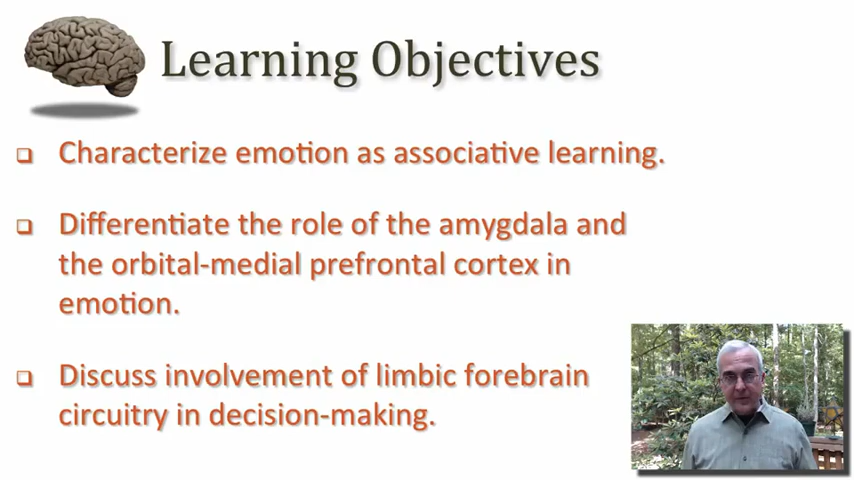 Learning Objectives
Characterize emotion as associative learning.
Differentiate the role of the amygdala and
the orbital-medial prefrontal cortex in
emotion.
Discuss involvement of limbic forebrain
circuitry in decision-making.